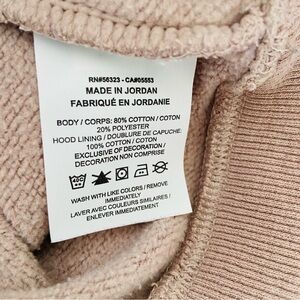 RN#56323 - CA#05553
MADE IN JORDAN
FABRIQUÉ EN JORDANIE
BODY / CORPS: 80% COTTON / COTON
20% POLYESTER
HOOD LINING / DOUBLURE DE CAPUCHE:
100% COTTON / COTON
EXCLUSIVE OF DECORATION /
DECORATION NON COMPRISE
WASH WITH LIKE COLORS / REMOVE
IMMEDIATELY
LAVER AVEC COULEURS SIMILAIRES /
ENLEVER IMMEDIATEMENT